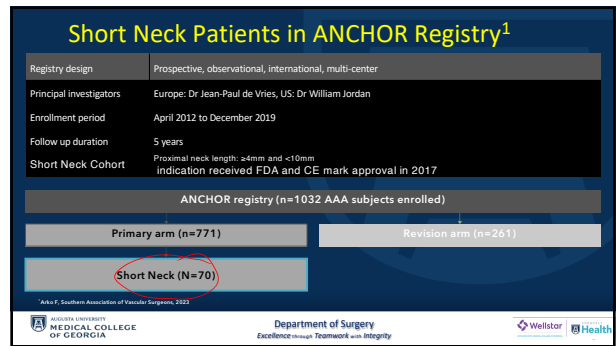 Short Neck Patients in ANCHOR Registry1
Registry design Prospective, observational, international, multi-center
Principal investigators Europe: Dr Jean-Paul de Vries, US: Dr William Jordan
Enrollment period April 2012 to December 2019
Follow up duration 5 years
Short Neck Cohort Proximal neck length: ≥4mm and <10mm
indication received FDA and CE mark approval in 2017
ANCHOR registry (n=1032 AAA subjects enrolled)
Primary arm (n=771) Revision arm (n=261)
Short Neck (N=70)
1Arko F, Southern Association of Vascular Surgeons, 2023
AUGUSTA UNIVERSITY
MEDICAL COLLEGE
OF GEORGIA
Department of Surgery
Excellence through Teamwork with Integrity
Wellstar
Health